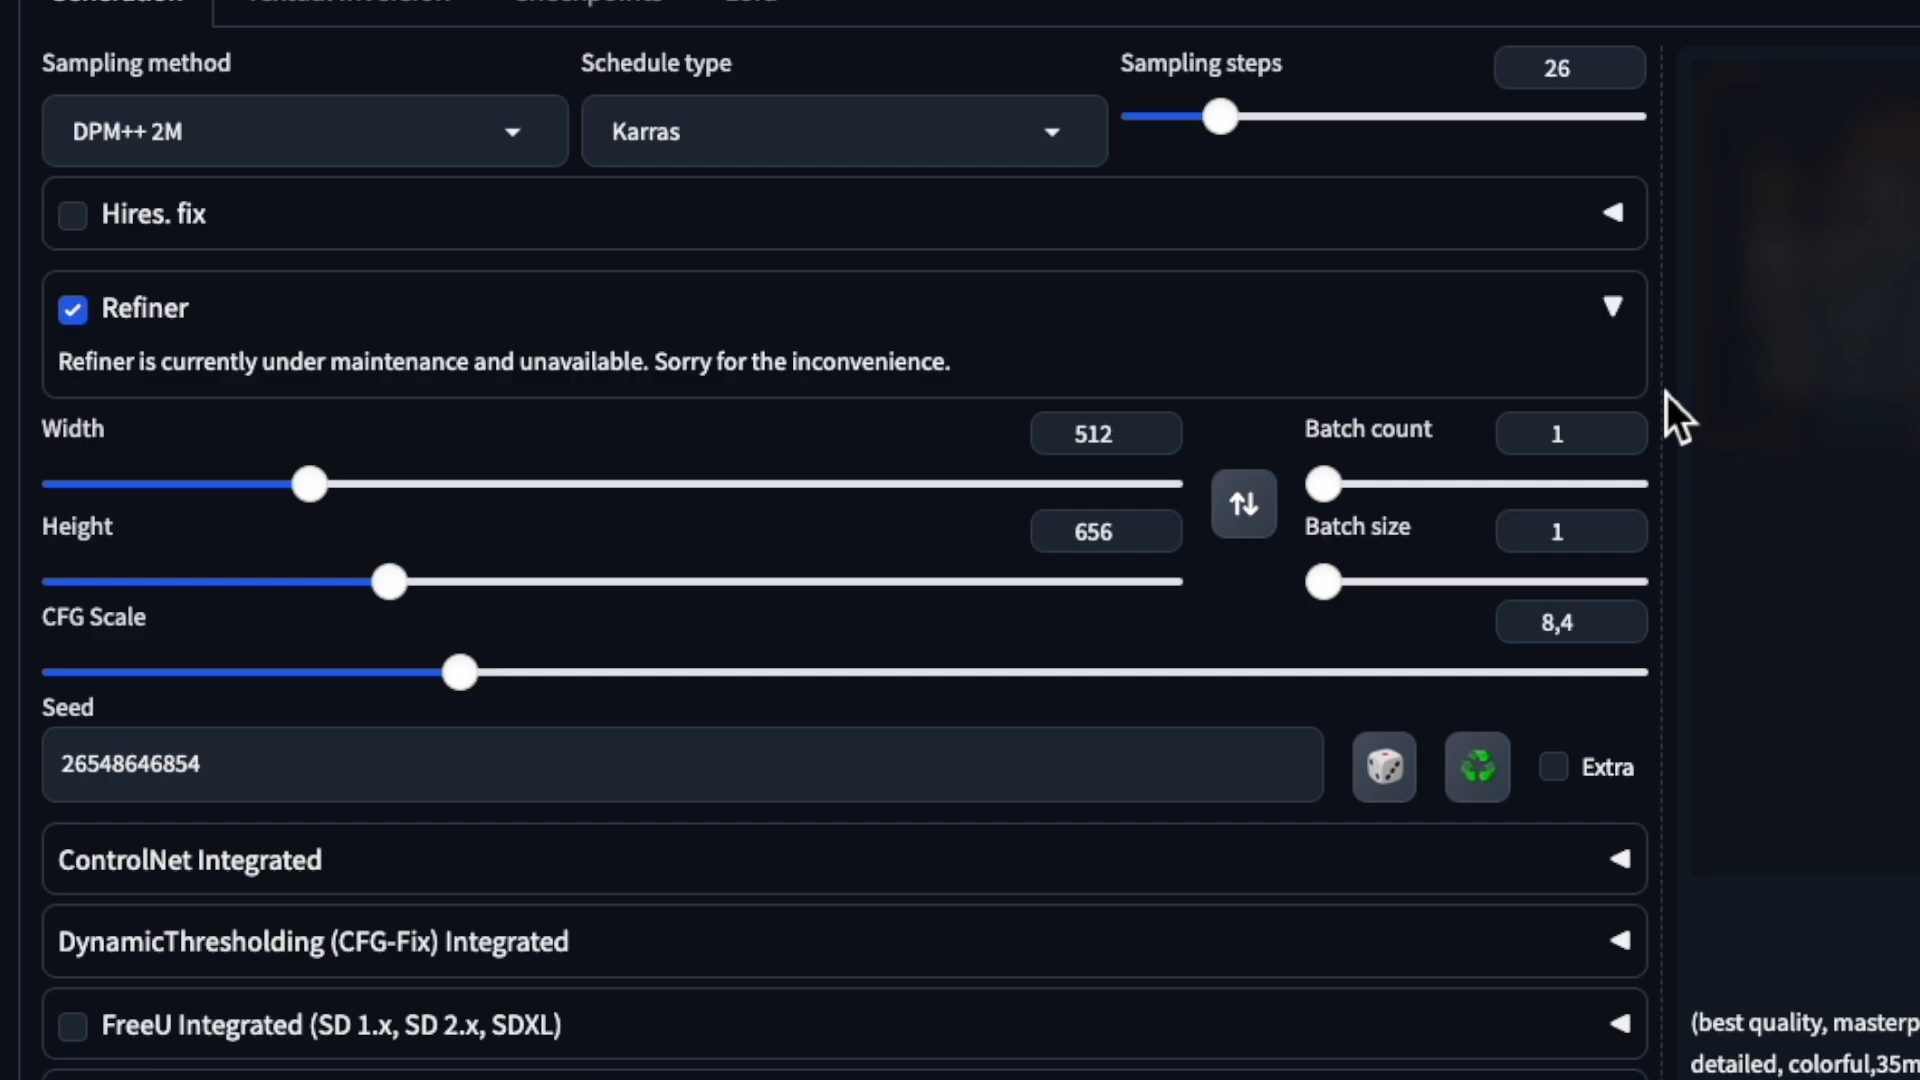 Sampling method
Schedule type
Sampling steps
26
DPM++ 2M
Karras
Hires. fix
Refiner
Refiner is currently under maintenance and unavailable. Sorry for the inconvenience.
Width
512
Batch count
1
Height
656
Batch size
1
CFG Scale
8,4
Seed
26548646854
Extra
ControlNet Integrated
DynamicThresholding (CFG-Fix) Integrated
FreeU Integrated (SD 1.x, SD 2.x, SDXL)
(best quality, masterp
detailed, colorful,35m